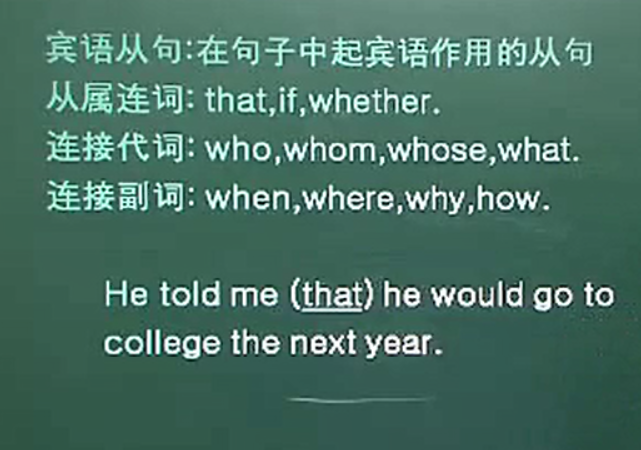 宾语从句:在句子中起宾语作用的从句
从属连词: that,if,whether.
连接代词: who,whom,whose,what.
连接副词: when,where,why,how.
He told me (that) he would go to
college the next year.